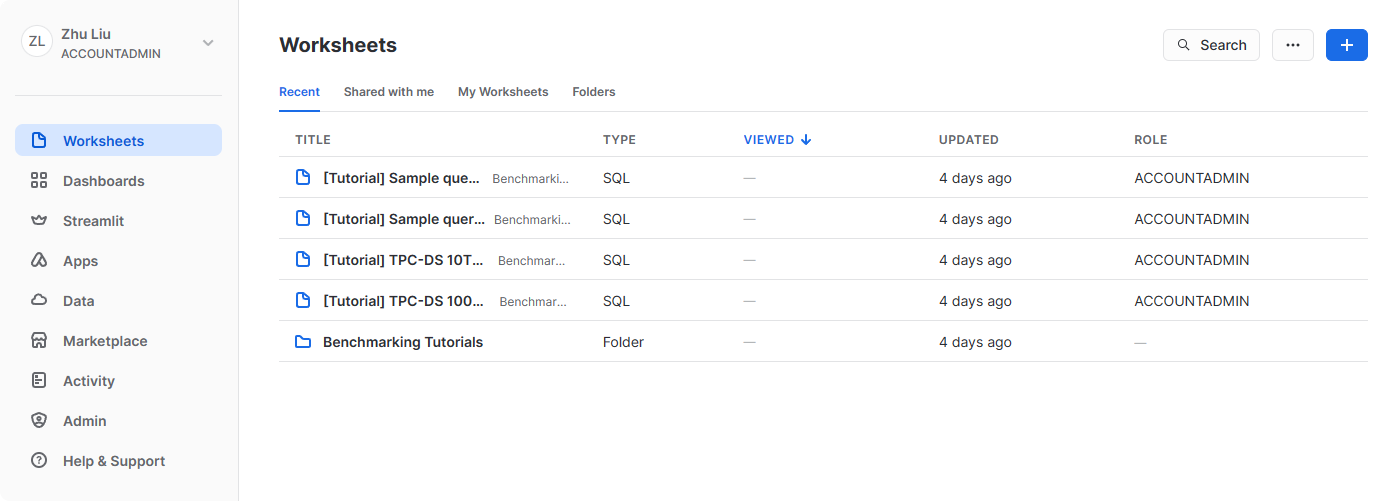 ZL
Zhu Liu
ACCOUNTADMIN
Worksheets
Dashboards
Streamlit
Apps
Data
Marketplace
Activity
Admin
Help & Support
Worksheets
Search
Recent Shared with me My Worksheets Folders
TITLE TYPE VIEWED UPDATED ROLE
[Tutorial] Sample que... Benchmarki... SQL — 4 days ago ACCOUNTADMIN
[Tutorial] Sample quer... Benchmarki... SQL — 4 days ago ACCOUNTADMIN
[Tutorial] TPC-DS 10T... Benchmar... SQL — 4 days ago ACCOUNTADMIN
[Tutorial] TPC-DS 100... Benchmar... SQL — 4 days ago ACCOUNTADMIN
Benchmarking Tutorials Folder — 4 days ago —